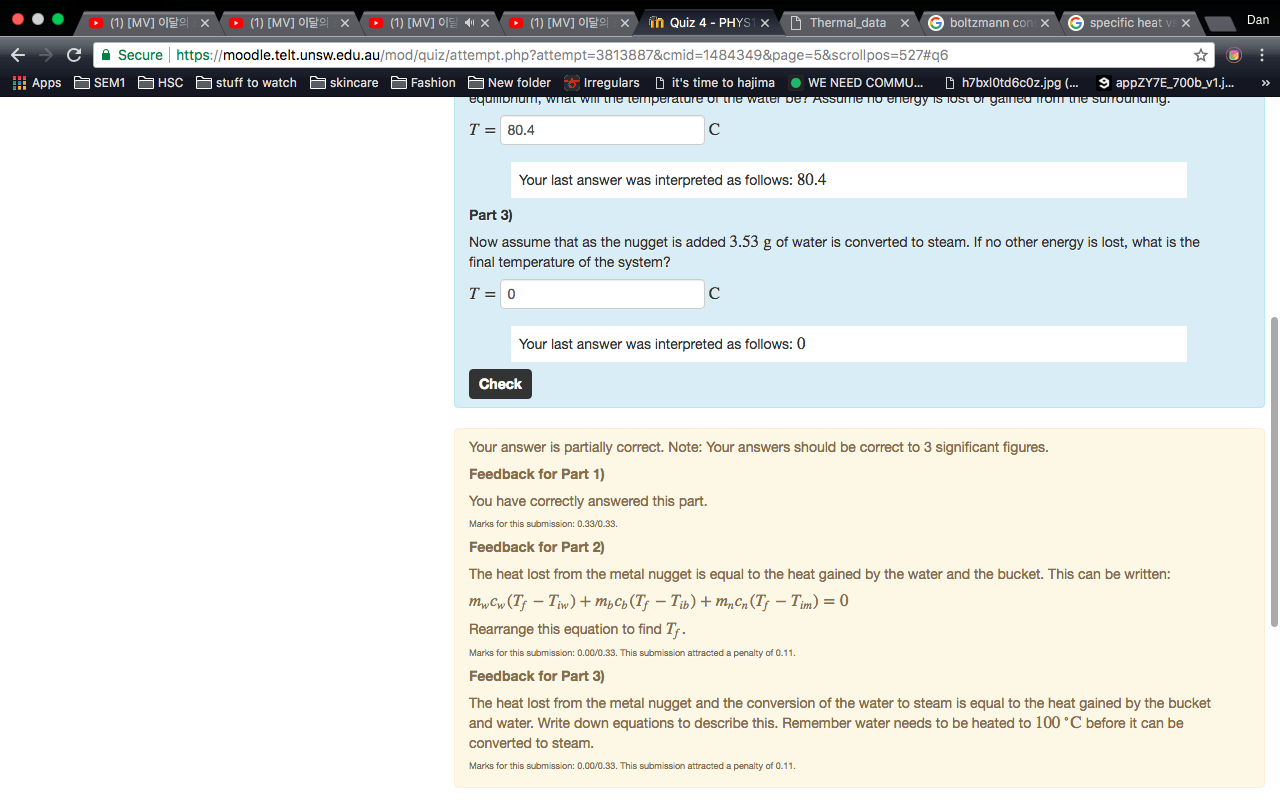 (1) [MV] 이달의
(1) [MV] 이달의
(1) [MV] 이달
(1) [MV] 이달의
Quiz 4 - PHYS1
Thermal_data
boltzmann con
specific heat v
Dan
Secure
https://moodle.telt.unsw.edu.au/mod/quiz/attempt.php?attempt=3813887&cmid=1484349&page=5&scrollpos=527#q6
Apps
SEM1
HSC
stuff to watch
skincare
Fashion
New folder
Irregulars
it's time to hajima
WE NEED COMMU...
h7bxl0td6c0z.jpg (...
appZY7E_700b_v1.j...
»
equilibrium, what will the temperature of the water be? Assume no energy is lost or gained from the surrounding.
T = 80.4 C
Your last answer was interpreted as follows: 80.4
Part 3)
Now assume that as the nugget is added 3.53 g of water is converted to steam. If no other energy is lost, what is the
final temperature of the system?
T = 0 C
Your last answer was interpreted as follows: 0
Check
Your answer is partially correct. Note: Your answers should be correct to 3 significant figures.
Feedback for Part 1)
You have correctly answered this part.
Marks for this submission: 0.33/0.33.
Feedback for Part 2)
The heat lost from the metal nugget is equal to the heat gained by the water and the bucket. This can be written:
m_w c_w (T_f − T_iw) + m_b c_b (T_f − T_ib) + m_n c_n (T_f − T_im) = 0
Rearrange this equation to find T_f.
Marks for this submission: 0.00/0.33. This submission attracted a penalty of 0.11.
Feedback for Part 3)
The heat lost from the metal nugget and the conversion of the water to steam is equal to the heat gained by the bucket
and water. Write down equations to describe this. Remember water needs to be heated to 100 °C before it can be
converted to steam.
Marks for this submission: 0.00/0.33. This submission attracted a penalty of 0.11.